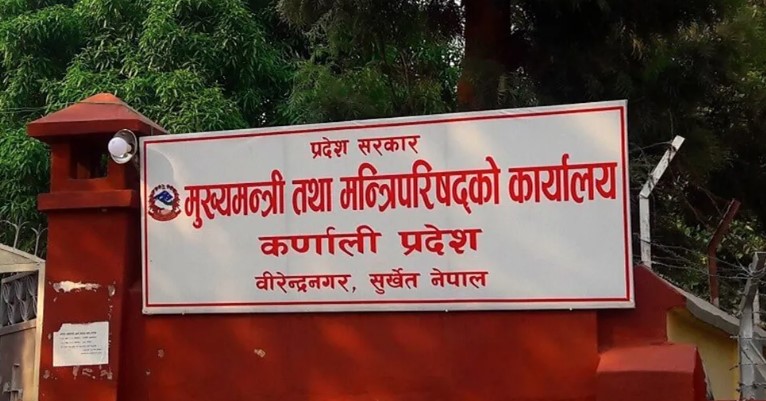 प्रदेश सरकार
मुख्यमन्त्री तथा मन्त्रिपरिषद्को कार्यालय
कर्णाली प्रदेश
वीरेन्द्रनगर, सुर्खेत नेपाल